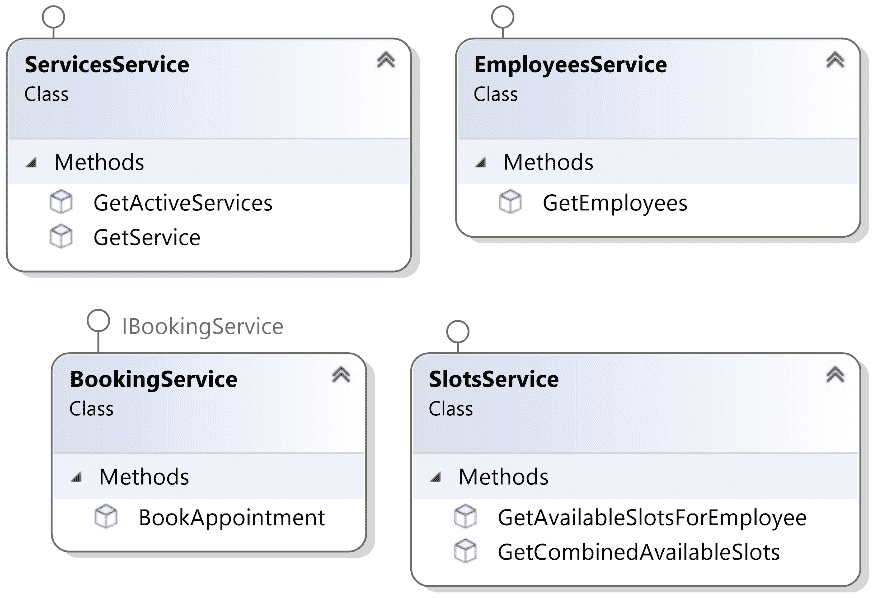 ServicesService
Class
Methods
GetActiveServices
GetService
EmployeesService
Class
Methods
GetEmployees
IBookingService
BookingService
Class
Methods
BookAppointment
SlotsService
Class
Methods
GetAvailableSlotsForEmployee
GetCombinedAvailableSlots